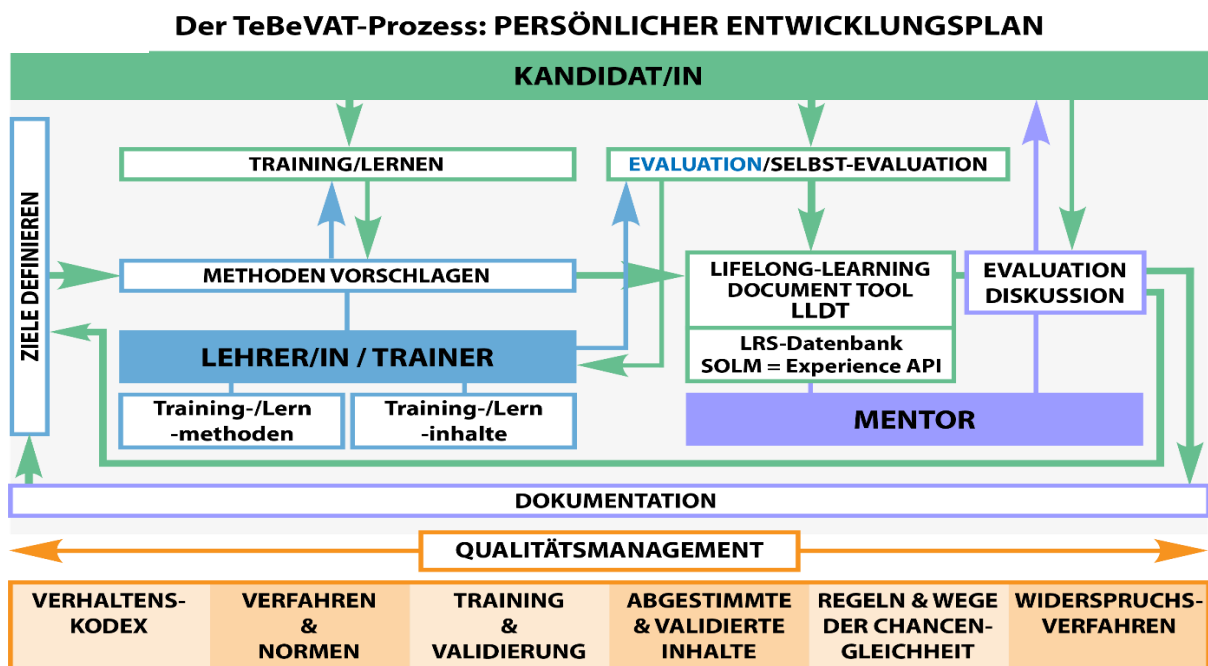 Der TeBeVAT-Prozess: PERSÖNLICHER ENTWICKLUNGSPLAN
KANDIDAT/IN
ZIELE DEFINIEREN
TRAINING/LERNEN
EVALUATION/SELBST-EVALUATION
METHODEN VORSCHLAGEN
LIFELONG-LEARNING
DOCUMENT TOOL
LLDT
LRS-Datenbank
SOLM = Experience API
EVALUATION
DISKUSSION
LEHRER/IN / TRAINER
Training-/Lern
-methoden
Training-/Lern
-inhalte
MENTOR
DOKUMENTATION
QUALITÄTSMANAGEMENT
VERHALTENS-
KODEX
VERFAHREN
&
NORMEN
TRAINING
&
VALIDIERUNG
ABGESTIMMTE
& VALIDIERTE
INHALTE
REGELN & WEGE
DER CHANCEN-
GLEICHHEIT
WIDERSPRUCHS-
VERFAHREN